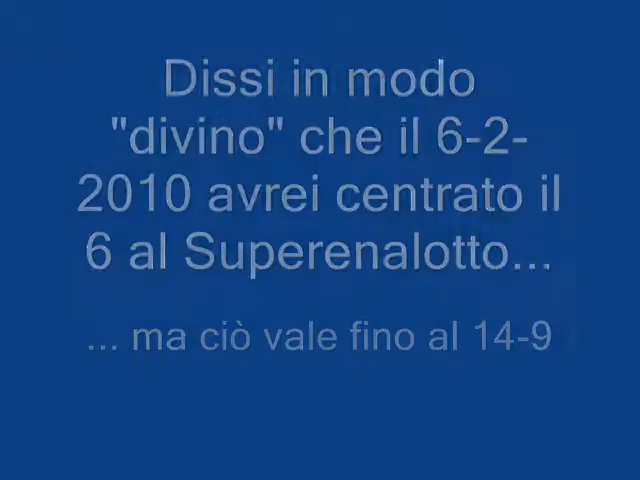 Dissi in modo
"divino" che il 6-2-
2010 avrei centrato il
6 al Superenalotto...
... ma ciò vale fino al 14-9